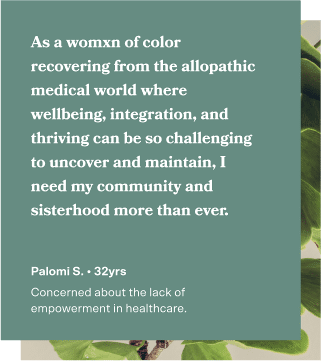 As a womxn of color
recovering from the allopathic
medical world where
wellbeing, integration, and
thriving can be so challenging
to uncover and maintain, I
need my community and
sisterhood more than ever.
Palomi S. • 32yrs
Concerned about the lack of
empowerment in healthcare.